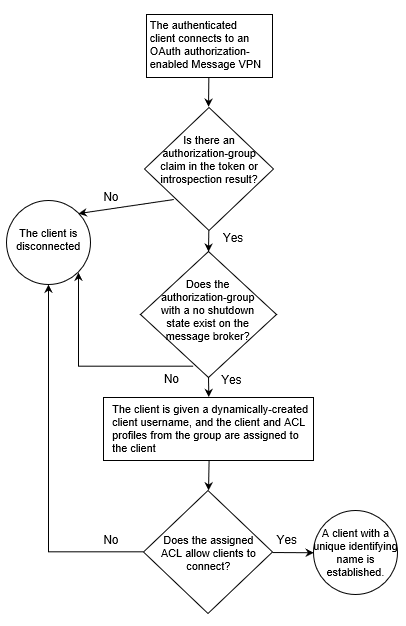 The authenticated
client connects to an
OAuth authorization-
enabled Message VPN
Is there an
authorization-group
claim in the token or
introspection result?
No
The client is
disconnected
Yes
Does the
authorization-group
with a no shutdown
state exist on the
message broker?
No
Yes
The client is given a dynamically-created
client username, and the client and ACL
profiles from the group are assigned to
the client
Does the assigned
ACL allow clients to
connect?
No
Yes
A client with a
unique identifying
name is
established.